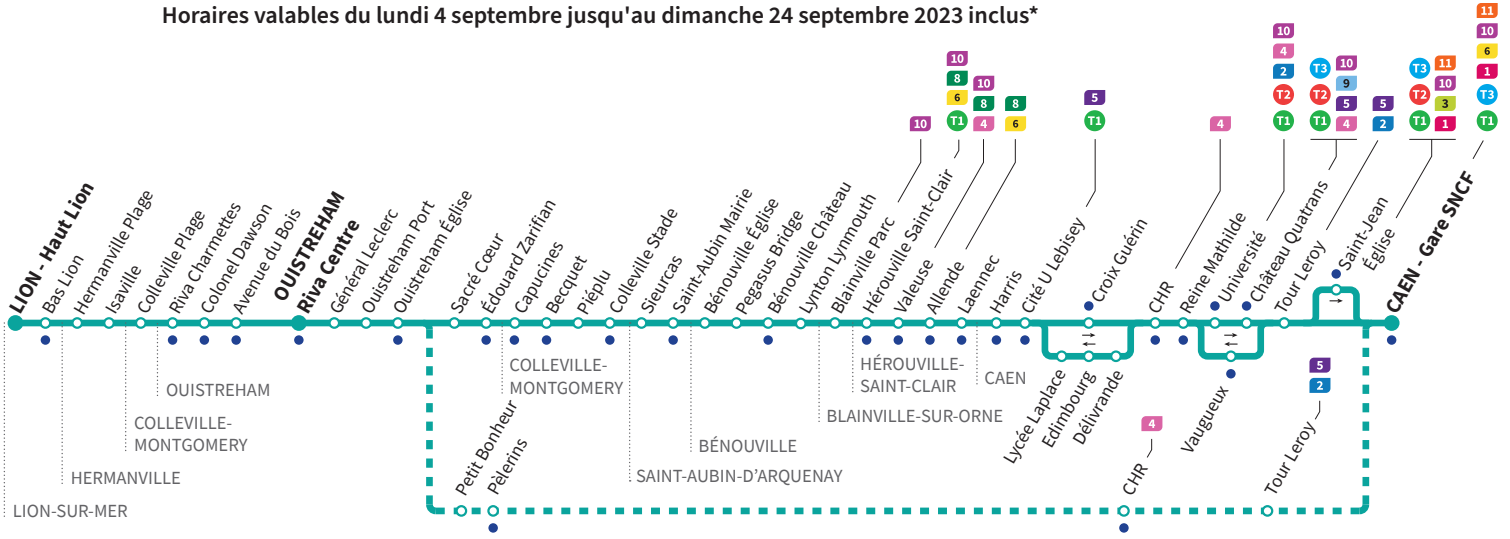 Horaires valables du lundi 4 septembre jusqu'au dimanche 24 septembre 2023 inclus*
LION - Haut Lion
Bas Lion
Hermanville Plage
Isaville
Colleville Plage
Riva Charmettes
Colonel Dawson
Avenue du Bois
OUISTREHAM
Riva Centre
Général Leclerc
Ouistreham Port
Ouistreham Église
Sacré Cœur
Édouard Zarifian
Capucines
Becquet
Piéplu
Colleville Stade
Sieurcas
Saint-Aubin Mairie
Bénouville Église
Pegasus Bridge
Bénouville Château
Lynton Lynmouth
Blainville Parc
10
Hérouville Saint-Clair
10
8
6
T1
Valeuse
10
8
4
Allende
8
6
Laennec
Harris
Cité U Lebisey
5
T1
Croix Guérin
CHR
4
Reine Mathilde
Université
10
4
2
T2
T1
Château Quatrans
T3
T2
T1
10
9
5
4
Tour Leroy
5
2
Saint-Jean
Église
T3
T2
T1
11
10
3
1
CAEN - Gare SNCF
11
10
6
1
T3
T1
Lycée Laplace
Edimbourg
Délivrande
Vaugueux
Petit Bonheur
Pèlerins
CHR
4
Tour Leroy
5
2
LION-SUR-MER
HERMANVILLE
COLLEVILLE-
MONTGOMERY
OUISTREHAM
COLLEVILLE-
MONTGOMERY
SAINT-AUBIN-D'ARQUENAY
BÉNOUVILLE
BLAINVILLE-SUR-ORNE
HÉROUVILLE-
SAINT-CLAIR
CAEN